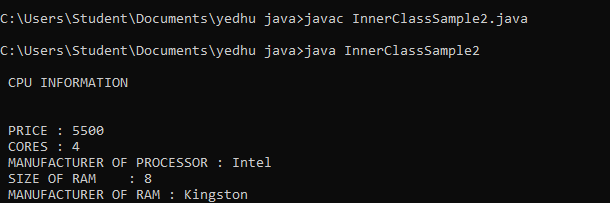 C:\Users\Student\Documents\yedhu java>javac InnerClassSample2.java
C:\Users\Student\Documents\yedhu java>java InnerClassSample2
CPU INFORMATION
PRICE : 5500
CORES : 4
MANUFACTURER OF PROCESSOR : Intel
SIZE OF RAM    : 8
MANUFACTURER OF RAM : Kingston